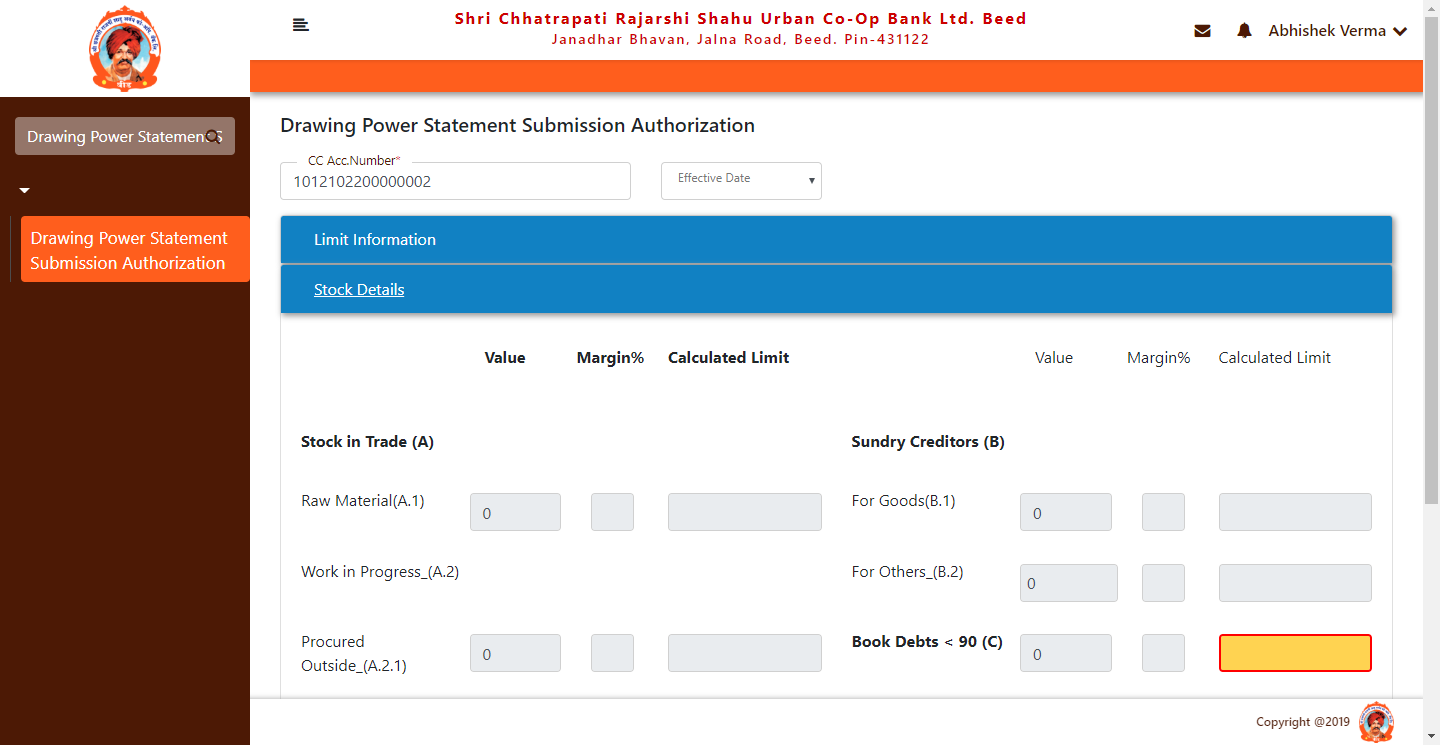 Shri Chhatrapati Rajarshi Shahu Urban Co-Op Bank Ltd. Beed
Janadhar Bhavan, Jalna Road, Beed. Pin-431122
Abhishek Verma
Drawing Power Statement
Drawing Power Statement
Submission Authorization
Drawing Power Statement Submission Authorization
CC Acc.Number*
1012102200000002
Effective Date
Limit Information
Stock Details
Value Margin% Calculated Limit Value Margin% Calculated Limit
Stock in Trade (A) Sundry Creditors (B)
Raw Material(A.1) 0 For Goods(B.1) 0
Work in Progress_(A.2) For Others_(B.2) 0
Procured
Outside_(A.2.1) 0 Book Debts < 90 (C) 0
Copyright @2019